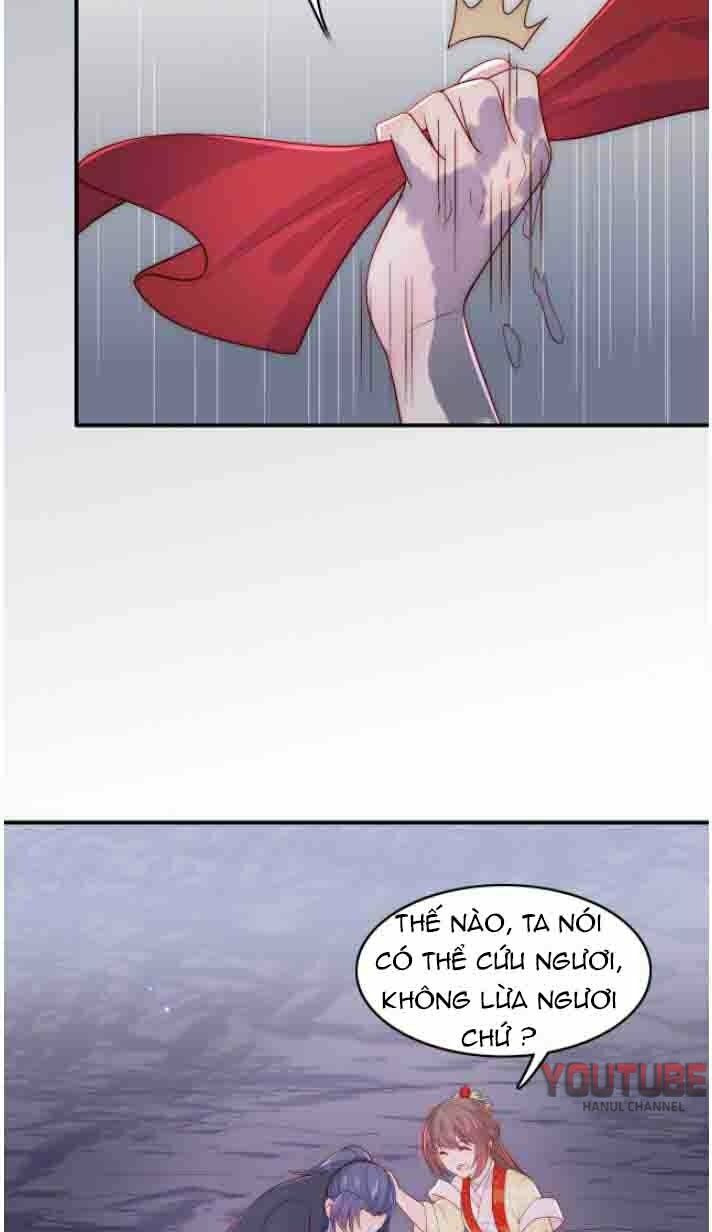 THẾ NÀO, TA NÓI
CÓ THỂ CỨU NGƯƠI,
KHÔNG LỪA NGƯƠI
CHỨ ?
YOUTUBE
HANUL CHANNEL